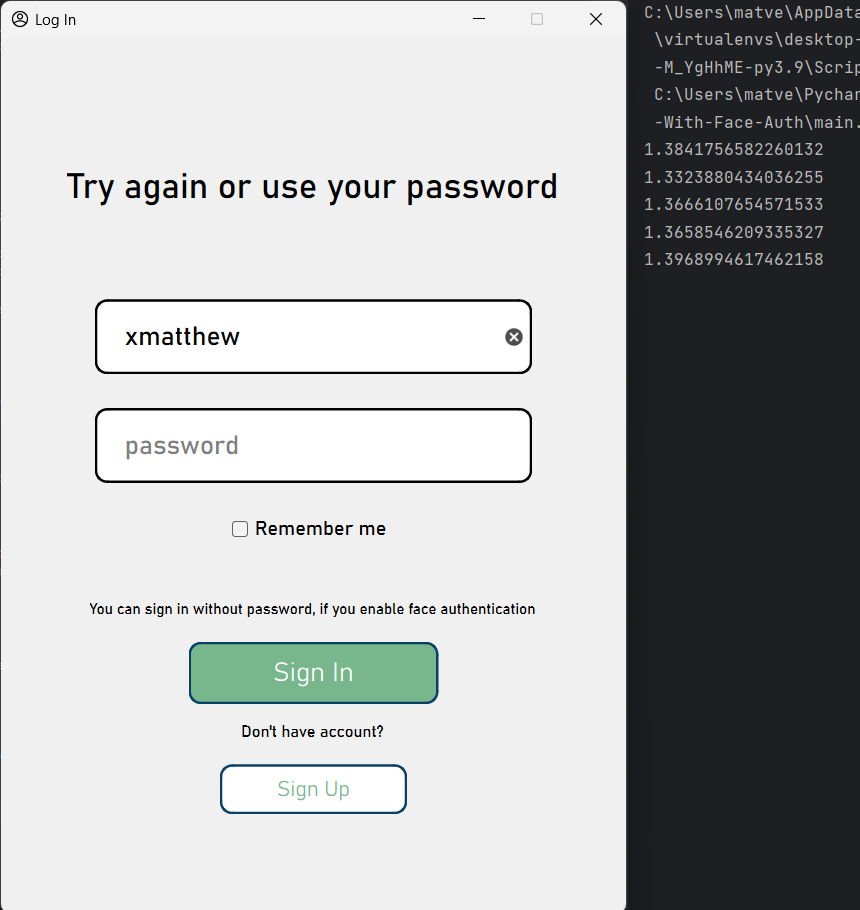 Log In
Try again or use your password
xmatthew
password
Remember me
You can sign in without password, if you enable face authentication
Sign In
Don't have account?
Sign Up
C:\Users\matve\AppData
\virtualenvs\desktop-
-M_YgHhME-py3.9\Scrip
C:\Users\matve\Pychar
-With-Face-Auth\main.
1.3841756582260132
1.3323880434036255
1.3666107654571533
1.3658546209335327
1.3968994617462158